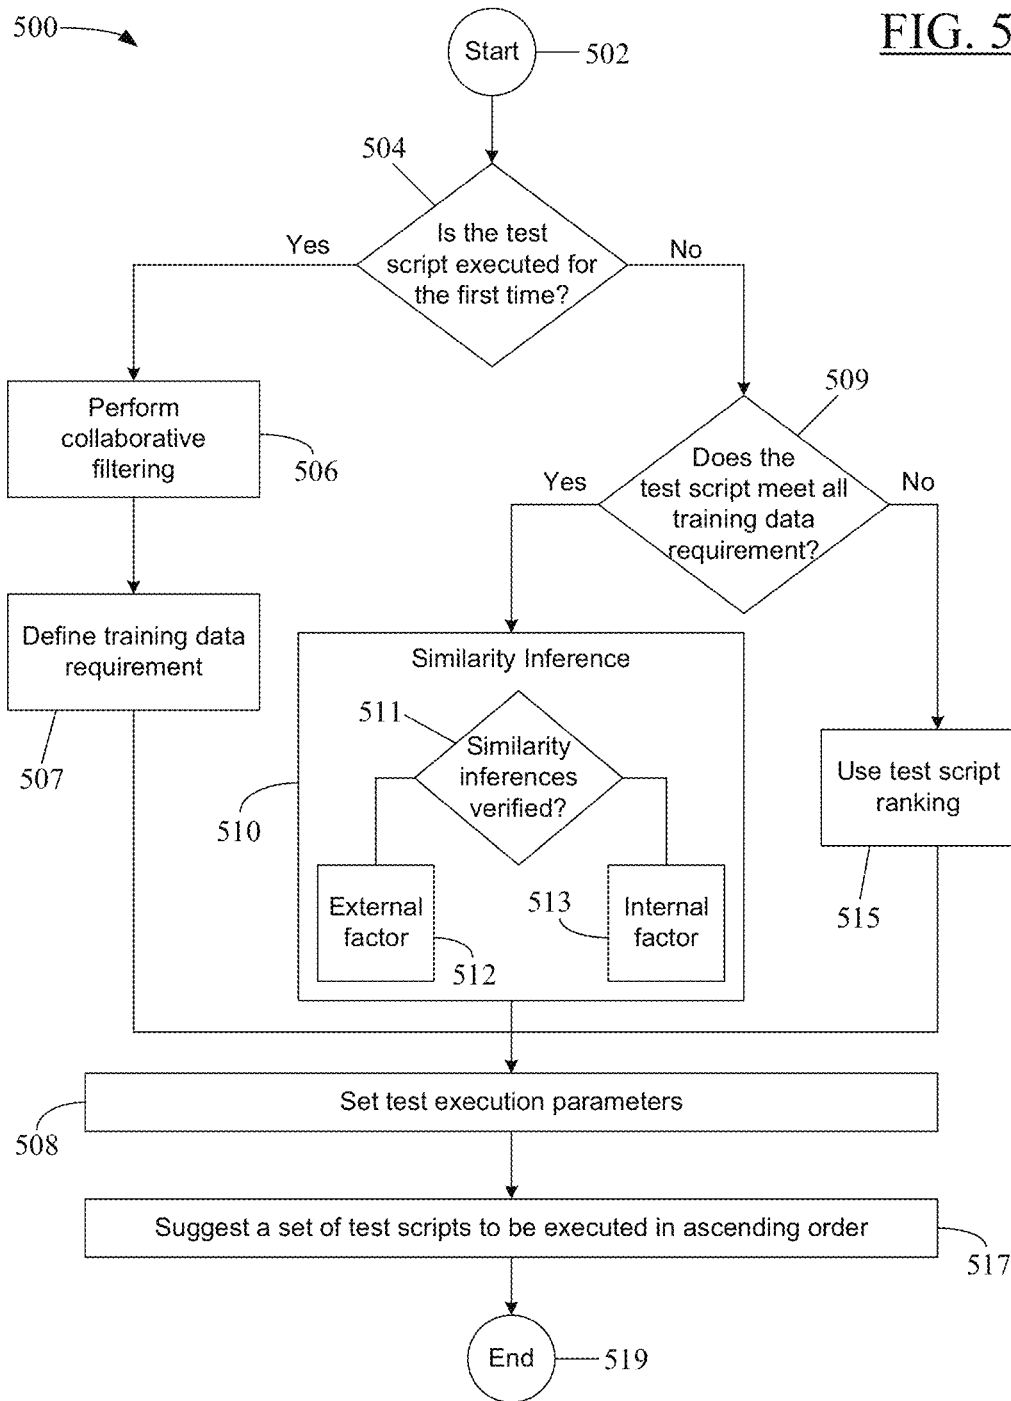 500
FIG. 5
Start
502
504
Is the test
script executed for
the first time?
Yes
No
Perform
collaborative
filtering
506
509
Does the
test script meet all
training data
requirement?
Yes
No
Define training data
requirement
507
Similarity Inference
511
Similarity
inferences
verified?
510
External
factor
512
513
Internal
factor
Use test script
ranking
515
Set test execution parameters
508
Suggest a set of test scripts to be executed in ascending order
517
End
519